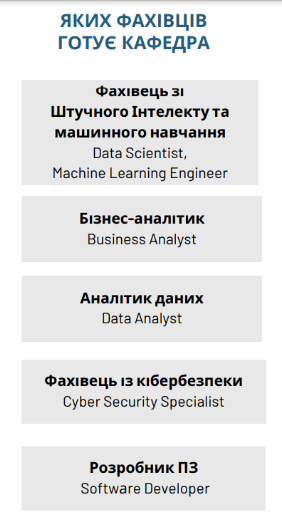 ЯКИХ ФАХІВЦІВ
ГОТУЄ КАФЕДРА
Фахівець зі
Штучного Інтелекту та
машинного навчання
Data Scientist,
Machine Learning Engineer
Бізнес-аналітик
Business Analyst
Аналітик даних
Data Analyst
Фахівець із кібербезпеки
Cyber Security Specialist
Розробник ПЗ
Software Developer